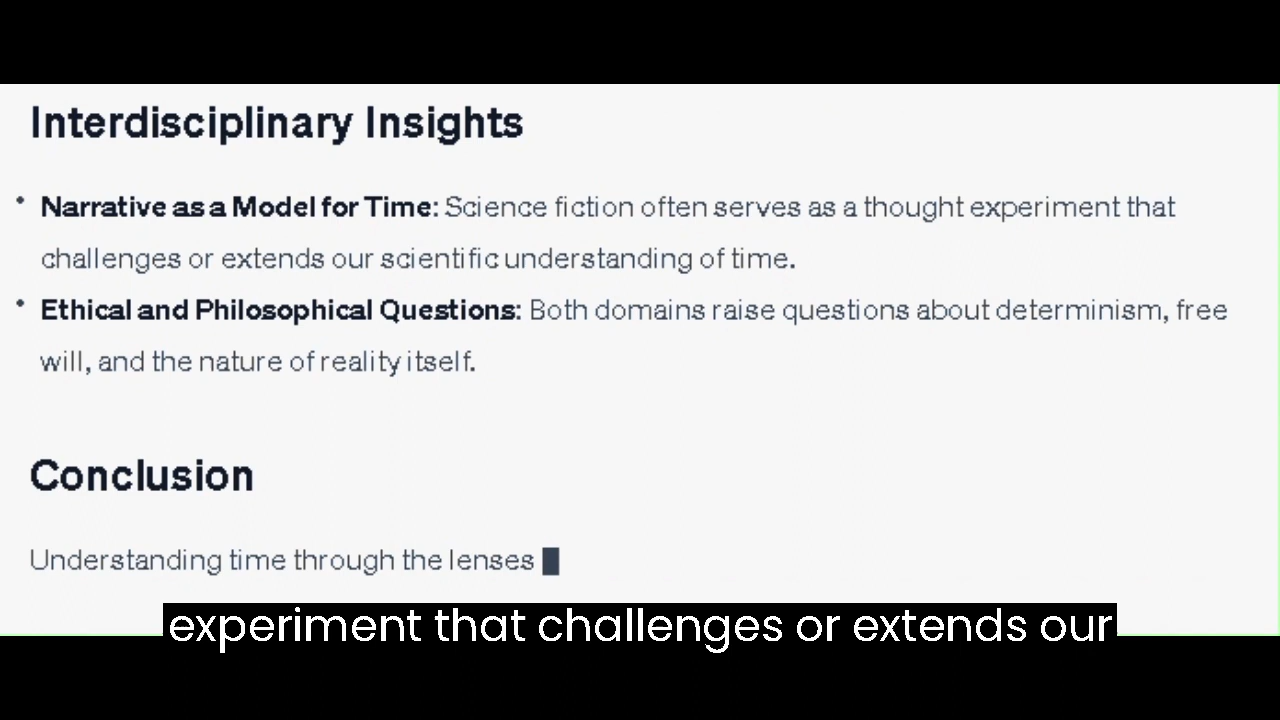 Interdisciplinary Insights
• Narrative as a Model for Time: Science fiction often serves as a thought experiment that
challenges or extends our scientific understanding of time.
• Ethical and Philosophical Questions: Both domains raise questions about determinism, free
will, and the nature of reality itself.
Conclusion
Understanding time through the lenses
experiment that challenges or extends our